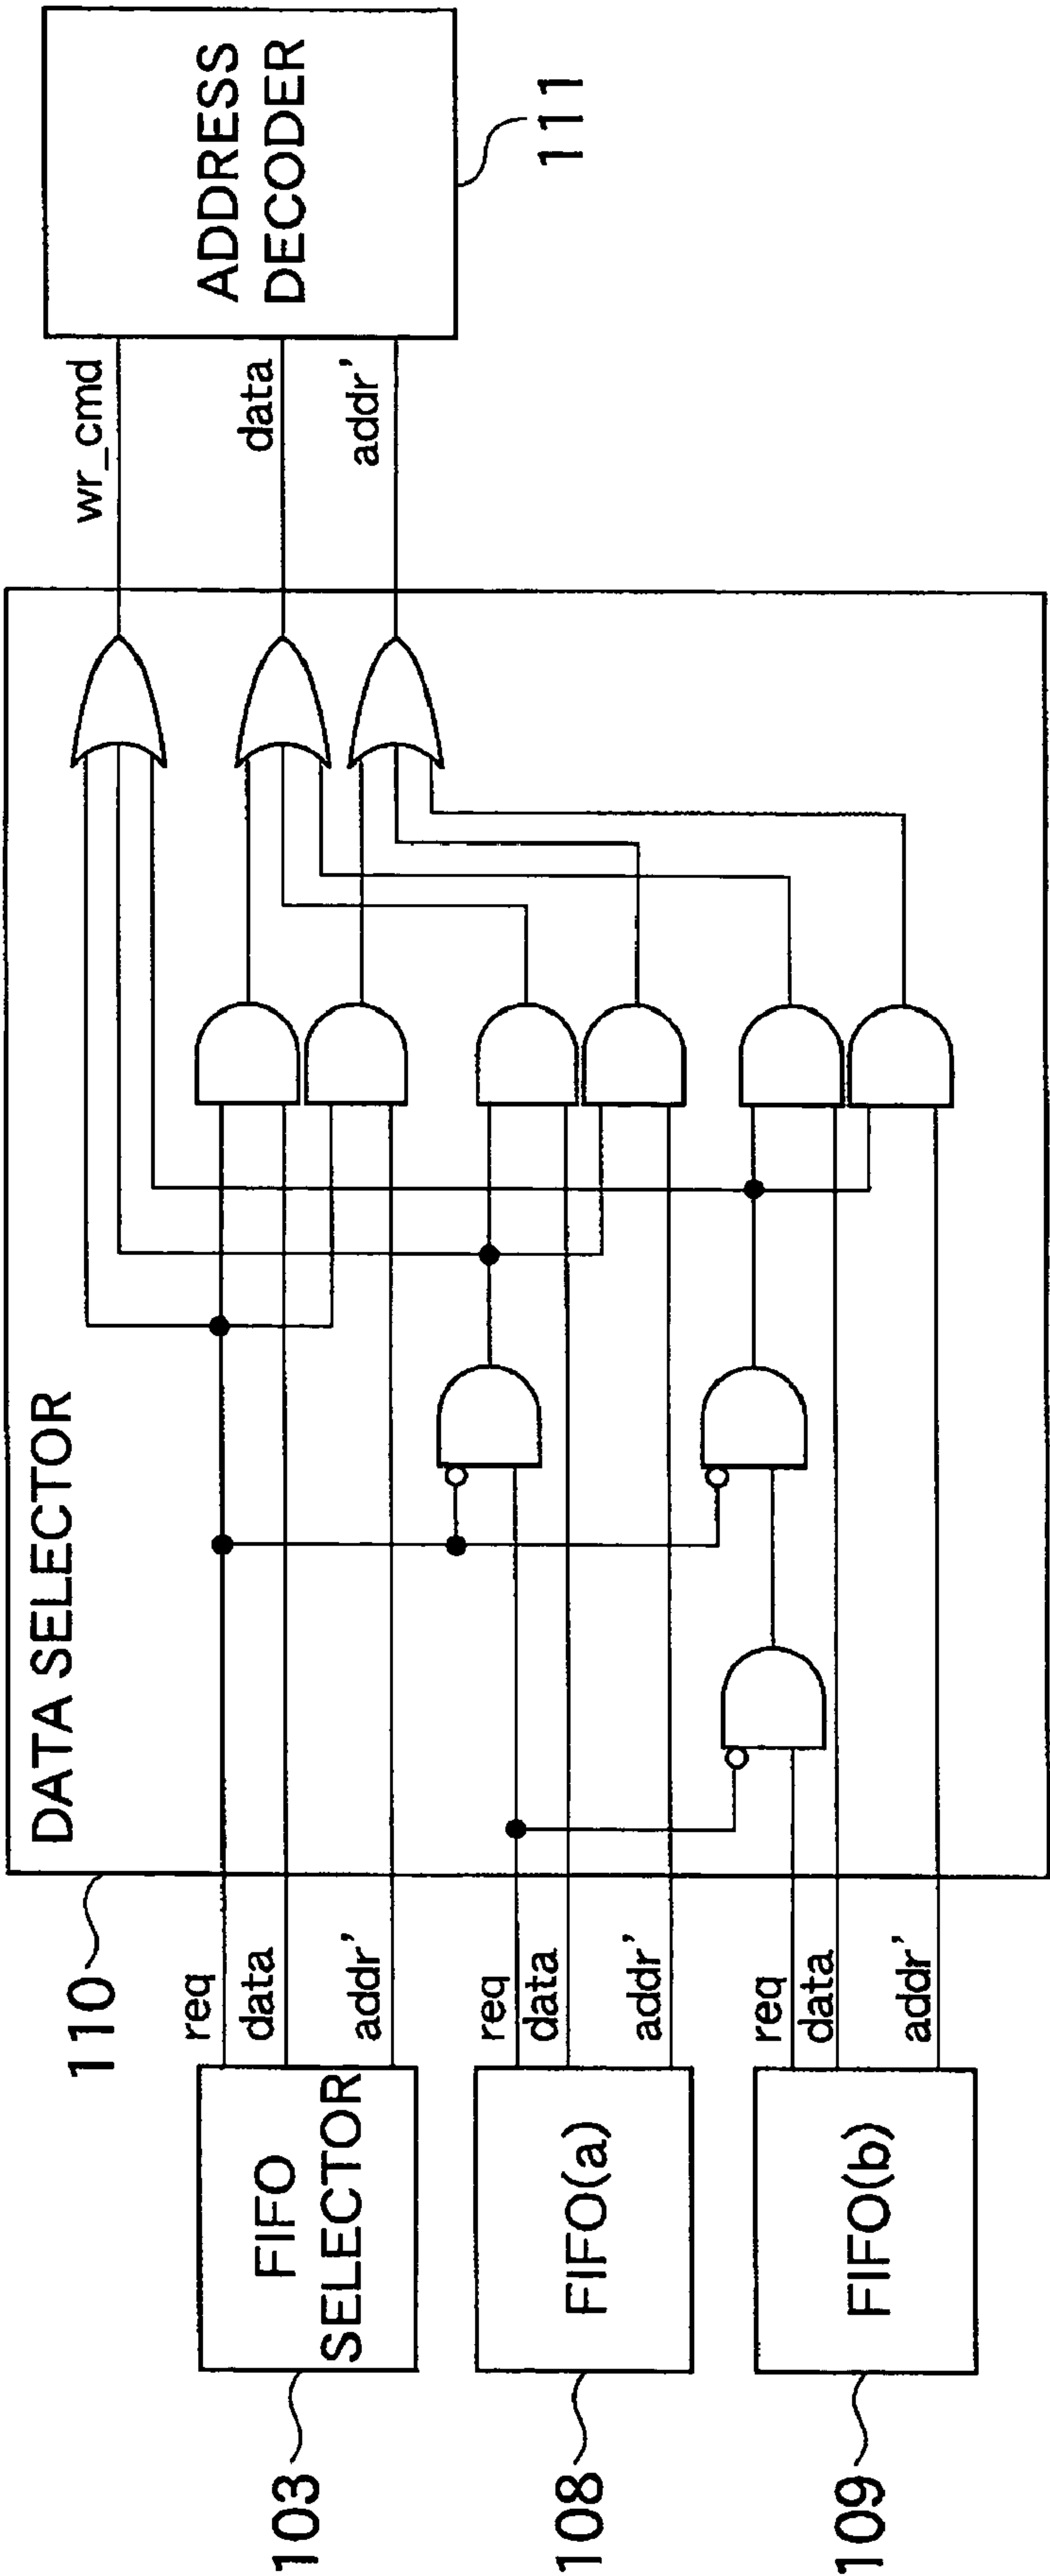 110
DATA SELECTOR
103
FIFO
SELECTOR
req
data
addr'
108
FIFO(a)
req
data
addr'
109
FIFO(b)
req
data
addr'
wr_cmd
data
addr'
ADDRESS
DECODER
111